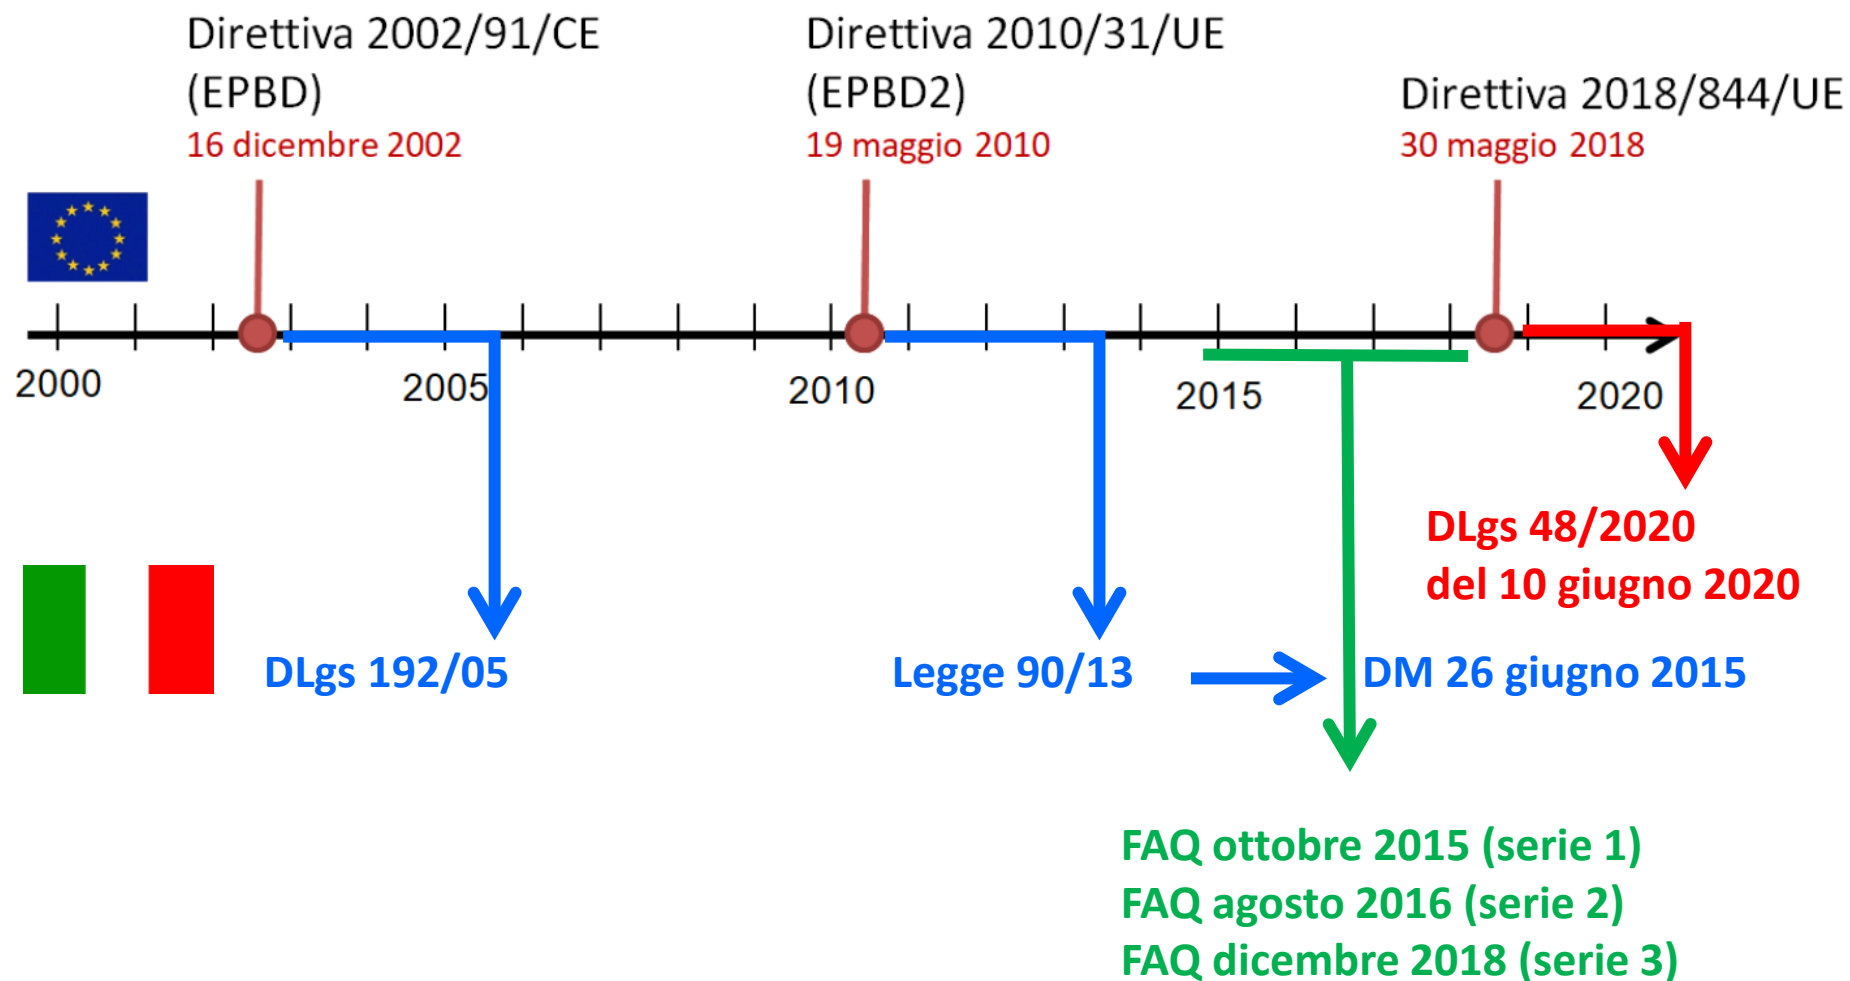 Direttiva 2002/91/CE
(EPBD)
16 dicembre 2002
Direttiva 2010/31/UE
(EPBD2)
19 maggio 2010
Direttiva 2018/844/UE
30 maggio 2018
2000
2005
2010
2015
2020
DLgs 48/2020
del 10 giugno 2020
DLgs 192/05
Legge 90/13
DM 26 giugno 2015
FAQ ottobre 2015 (serie 1)
FAQ agosto 2016 (serie 2)
FAQ dicembre 2018 (serie 3)